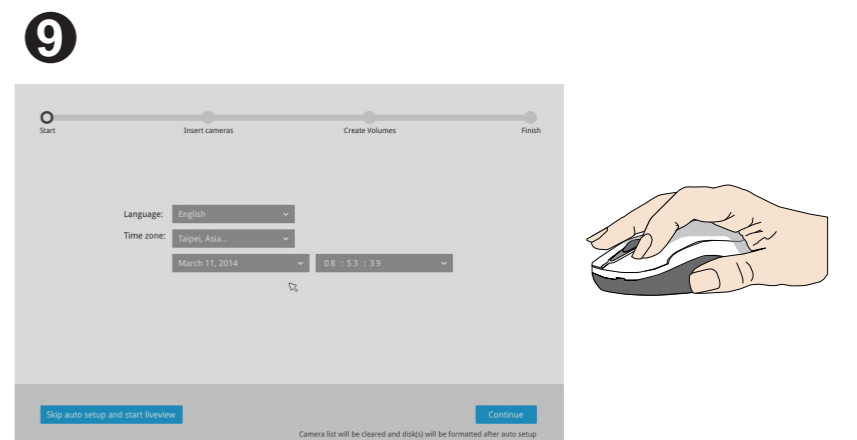 9
Start Insert cameras Create Volumes Finish
Language: English
Time zone: Taipei, Asia...
March 11, 2014 08 : 53 : 39
Skip auto setup and start liveview Continue
Camera list will be cleared and disk(s) will be formatted after auto setup